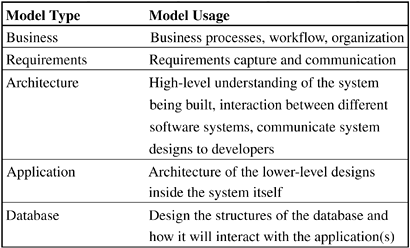 Model Type Model Usage
Business Business processes, workflow, organization
Requirements Requirements capture and communication
Architecture High-level understanding of the system
being built, interaction between different
software systems, communicate system
designs to developers
Application Architecture of the lower-level designs
inside the system itself
Database Design the structures of the database and
how it will interact with the application(s)